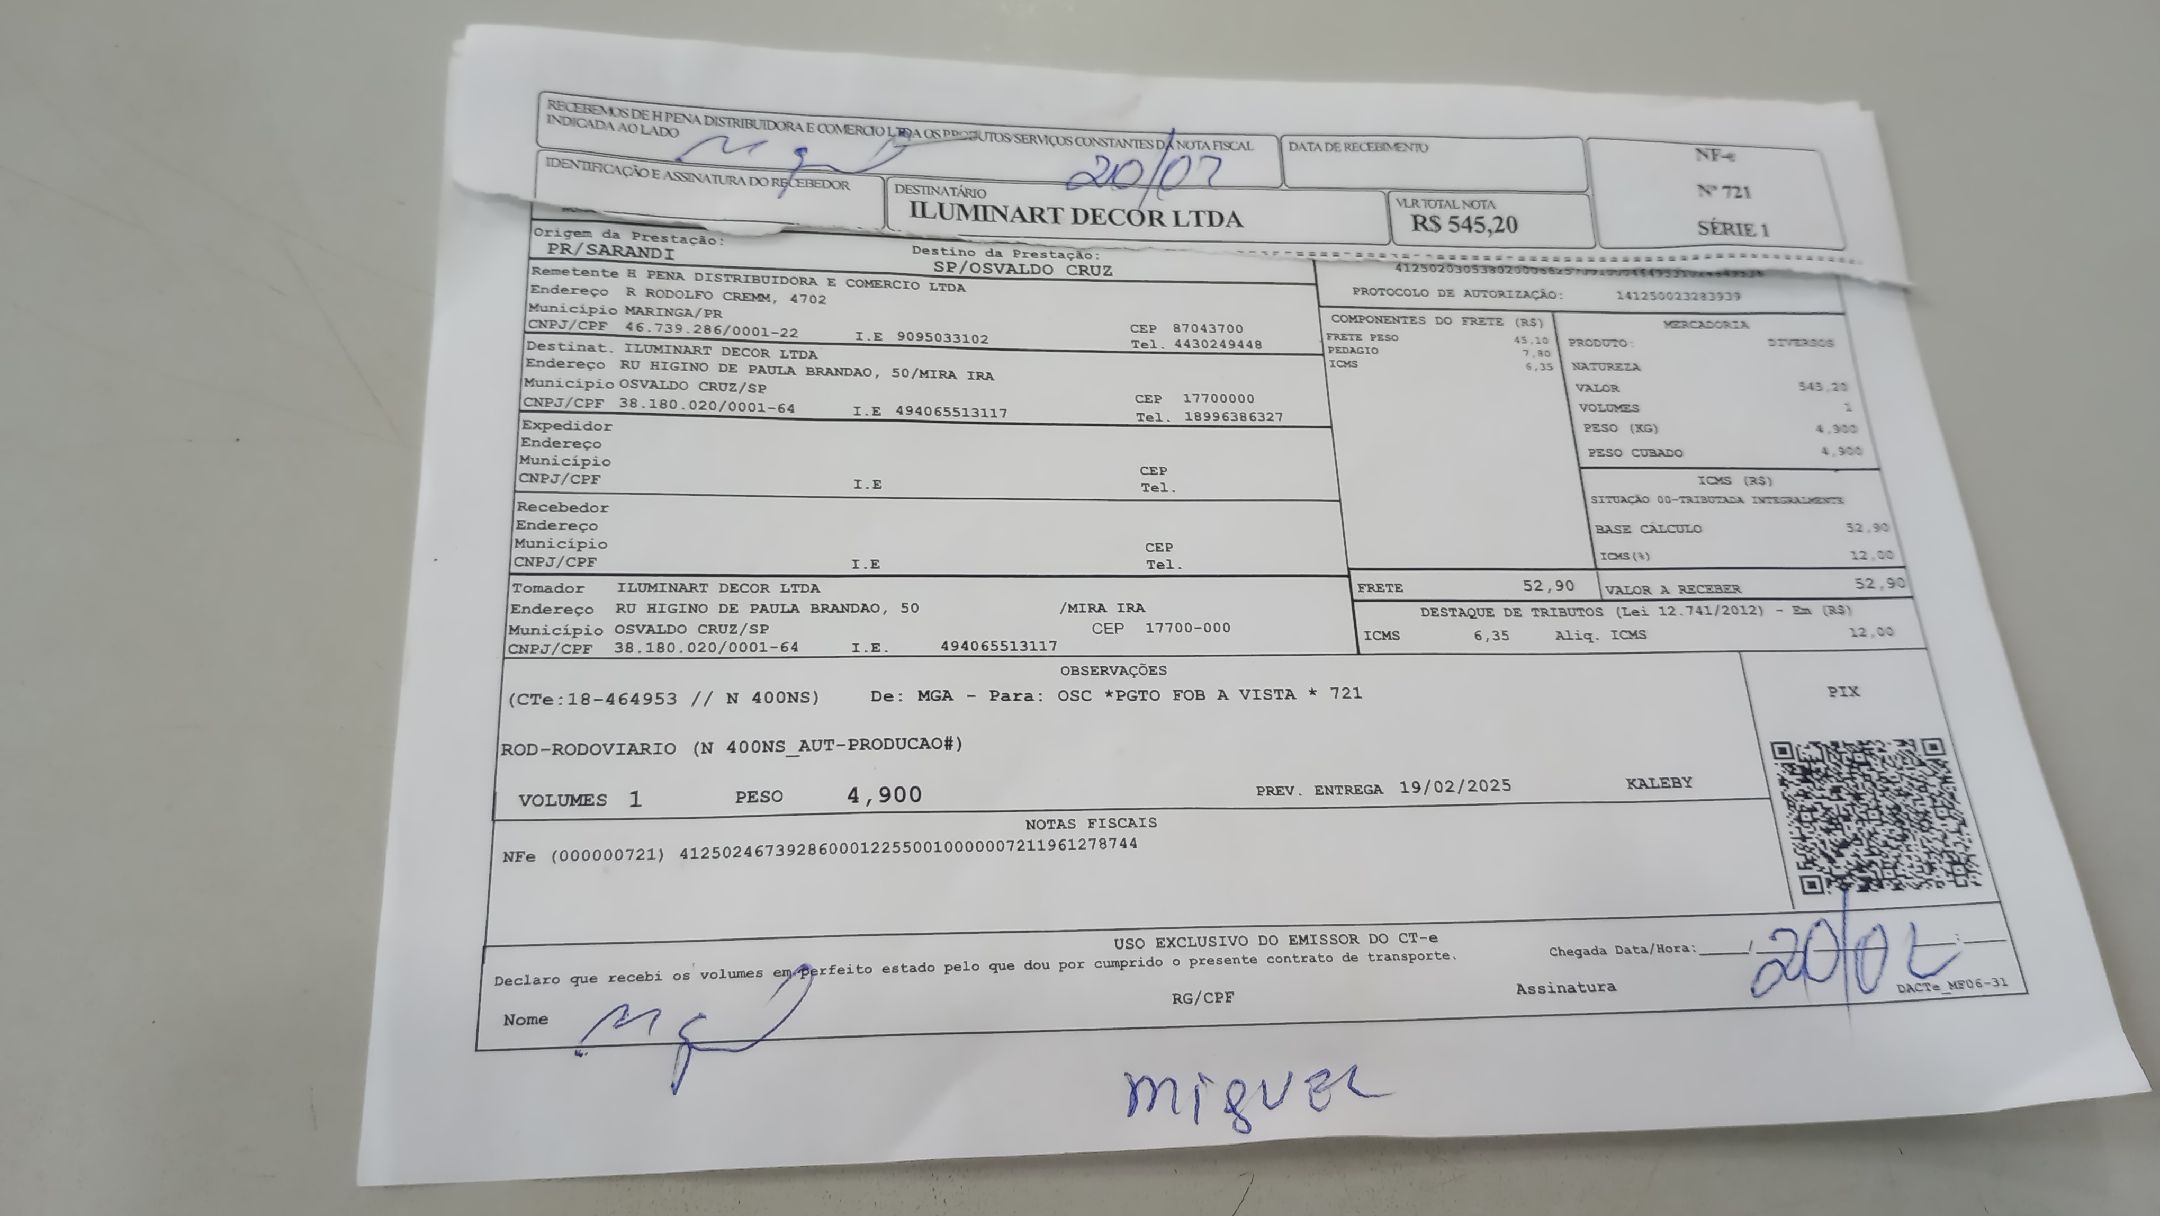 RECEBEMOS DE H PENA DISTRIBUIDORA E COMERCIO LTDA OS PRODUTOS/SERVIÇOS CONSTANTES DA NOTA FISCAL
INDICADA AO LADO
20/02
DATA DE RECEBIMENTO
IDENTIFICAÇÃO E ASSINATURA DO RECEBEDOR
DESTINATÁRIO
ILUMINART DECOR LTDA
VLR TOTAL NOTA
R$ 545,20
NF-e
Nº 721
SÉRIE 1
Origem da Prestação:
PR/SARANDI
Destino da Prestação:
SP/OSVALDO CRUZ
PROTOCOLO DE AUTORIZAÇÃO: 141250023283939
Remetente H PENA DISTRIBUIDORA E COMERCIO LTDA
Endereço R RODOLFO CREMM, 4702
Município MARINGA/PR CEP 87043700
CNPJ/CPF 46.739.286/0001-22 I.E 9095033102 Tel. 4430249448
Destinat. ILUMINART DECOR LTDA
Endereço RU HIGINO DE PAULA BRANDAO, 50/MIRA IRA
Município OSVALDO CRUZ/SP CEP 17700000
CNPJ/CPF 38.180.020/0001-64 I.E 494065513117 Tel. 18996386327
Expedidor
Endereço
Município CEP
CNPJ/CPF I.E Tel.
Recebedor
Endereço
Município CEP
CNPJ/CPF I.E Tel.
Tomador ILUMINART DECOR LTDA
Endereço RU HIGINO DE PAULA BRANDAO, 50 /MIRA IRA
Município OSVALDO CRUZ/SP CEP 17700-000
CNPJ/CPF 38.180.020/0001-64 I.E. 494065513117
COMPONENTES DO FRETE (R$)
FRETE PESO 45,10
PEDAGIO 7,80
ICMS 6,35
MERCADORIA
PRODUTO: DIVERSOS
NATUREZA
VALOR 545,20
VOLUMES 1
PESO (KG) 4,900
PESO CUBADO 4,900
ICMS (R$)
SITUAÇÃO 00-TRIBUTADA INTEGRALMENTE
BASE CÁLCULO 52,90
ICMS(%) 12,00
FRETE 52,90 VALOR A RECEBER 52,90
DESTAQUE DE TRIBUTOS (Lei 12.741/2012) - Em (R$)
ICMS 6,35 Aliq. ICMS 12,00
OBSERVAÇÕES
(CTe:18-464953 // N 400NS) De: MGA - Para: OSC *PGTO FOB A VISTA * 721
ROD-RODOVIARIO (N 400NS_AUT-PRODUCAO#)
VOLUMES 1 PESO 4,900 PREV. ENTREGA 19/02/2025 KALEBY
PIX
NOTAS FISCAIS
NFe (000000721) 41250246739286000122550010000007211961278744
USO EXCLUSIVO DO EMISSOR DO CT-e
Declaro que recebi os volumes em perfeito estado pelo que dou por cumprido o presente contrato de transporte.
Chegada Data/Hora:
20/02
Nome RG/CPF Assinatura
DACTe_MF06-31
miguel